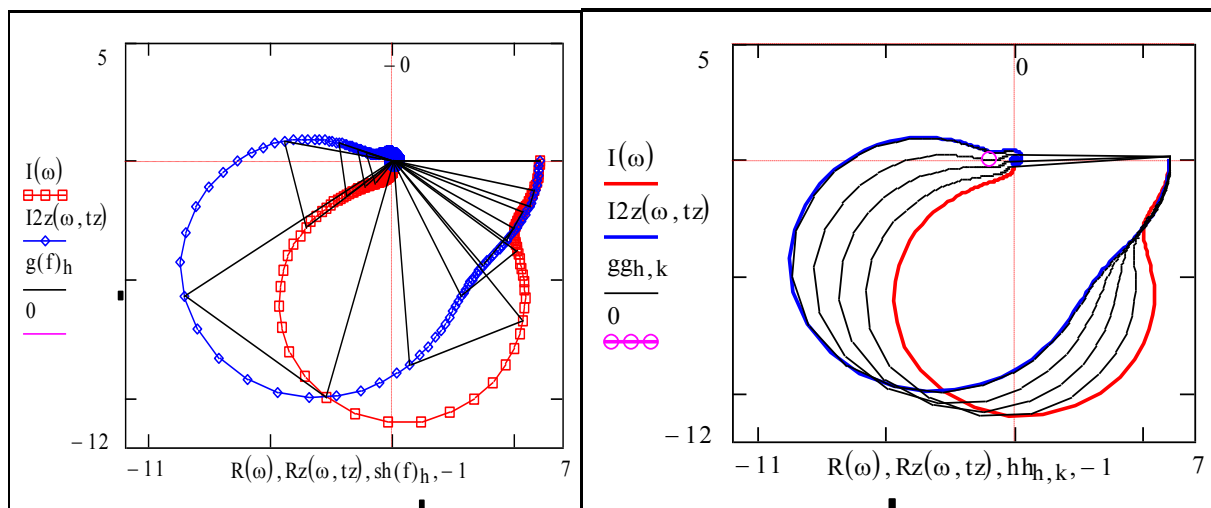 5
−0
I(ω)
I2z(ω,tz)
g(f)h
0
−12
−11
R(ω),Rz(ω,tz),sh(f)h,−1
7
5
0
I(ω)
I2z(ω,tz)
ggh,k
0
−12
−11
R(ω),Rz(ω,tz),hhh,k,−1
7